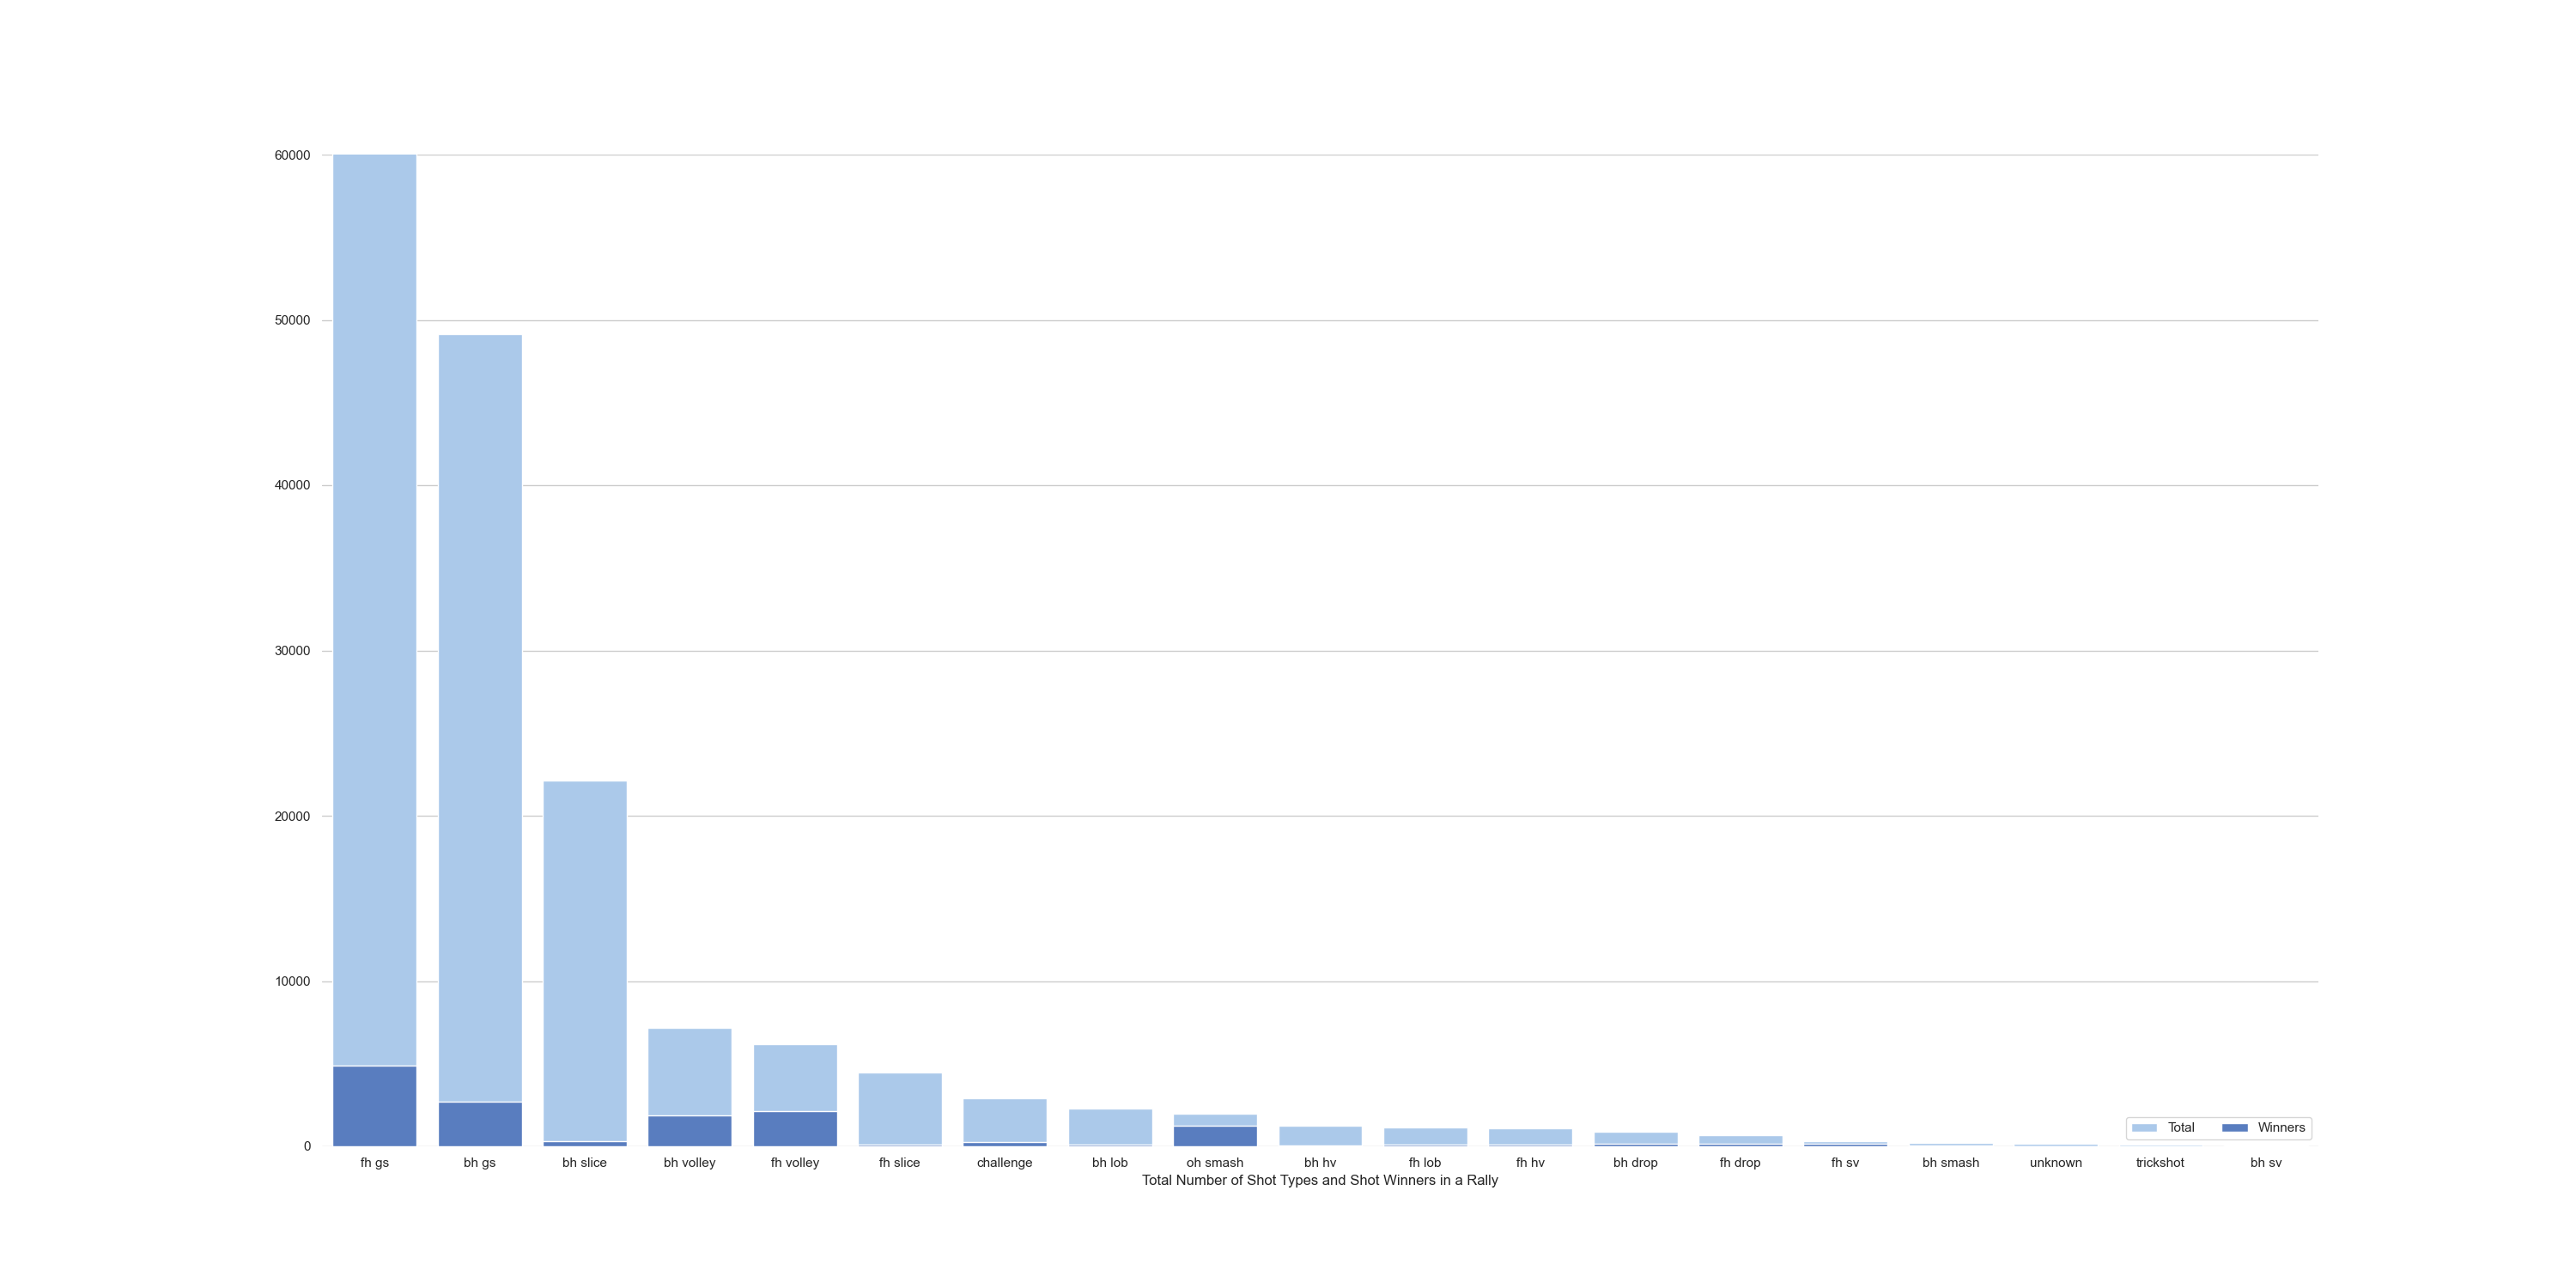 60000
50000
40000
30000
20000
10000
0
Total Winners
fh gs bh gs bh slice bh volley fh volley fh slice challenge bh lob oh smash bh hv fh lob fh hv bh drop fh drop fh sv bh smash unknown trickshot bh sv
Total Number of Shot Types and Shot Winners in a Rally